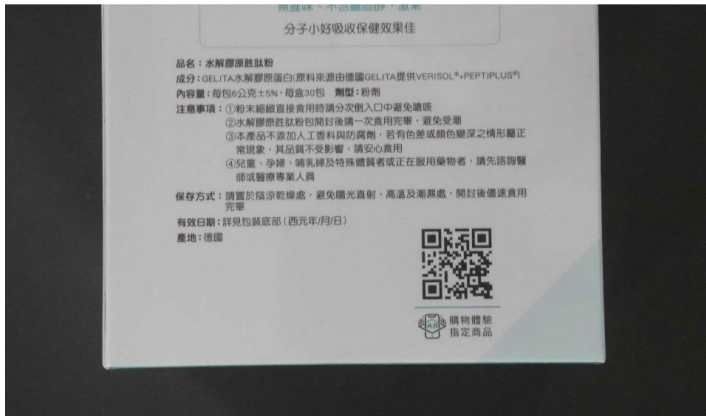 無腥味，不含膽固醇，激素
分子小好吸收保健效果佳
品名：水解膠原胜肽粉
成分：GELITA水解膠原蛋白(原料來源由德國GELITA提供VERISOL®+PEPTIPLUS®)
內容量：每包6公克±5%，每盒30包 劑型：粉劑
注意事項：①粉末細緻直接食用時請分次倒入口中避免嗆吸
②水解膠原胜肽粉包開封後請一次食用完畢，避免受潮
③本產品不添加人工香料與防腐劑，若有色差或顏色變深之情形屬正
常現象，其品質不受影響，請安心食用
④兒童、孕婦、哺乳婦及特殊體質者或正在服用藥物者，請先諮詢醫
師或醫療專業人員
保存方式：請置於陰涼乾燥處，避免陽光直射、高溫及潮濕處，開封後儘速食用
完畢
有效日期：詳見包裝底部（西元年/月/日）
產地：德國
AR
購物體驗
指定商品